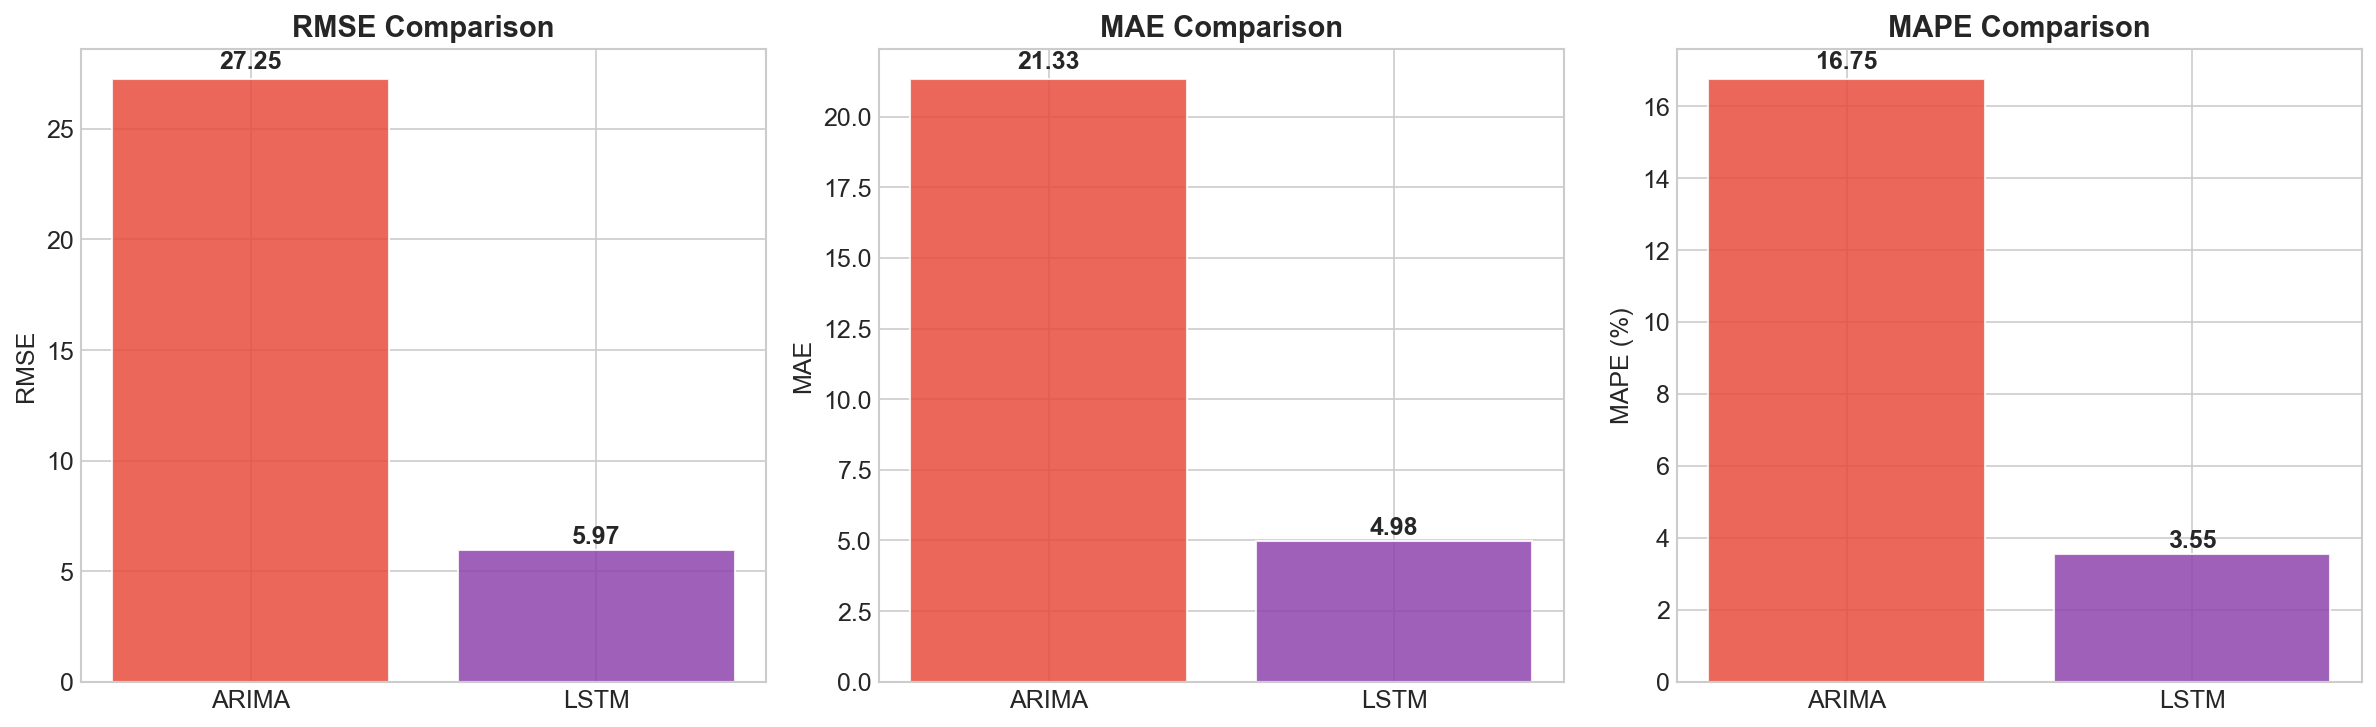 RMSE Comparison
27.25
25
20
15
10
5
0
RMSE
5.97
ARIMA
LSTM
MAE Comparison
21.33
20.0
17.5
15.0
12.5
10.0
7.5
5.0
2.5
0.0
MAE
4.98
ARIMA
LSTM
MAPE Comparison
16.75
16
14
12
10
8
6
4
2
0
MAPE (%)
3.55
ARIMA
LSTM